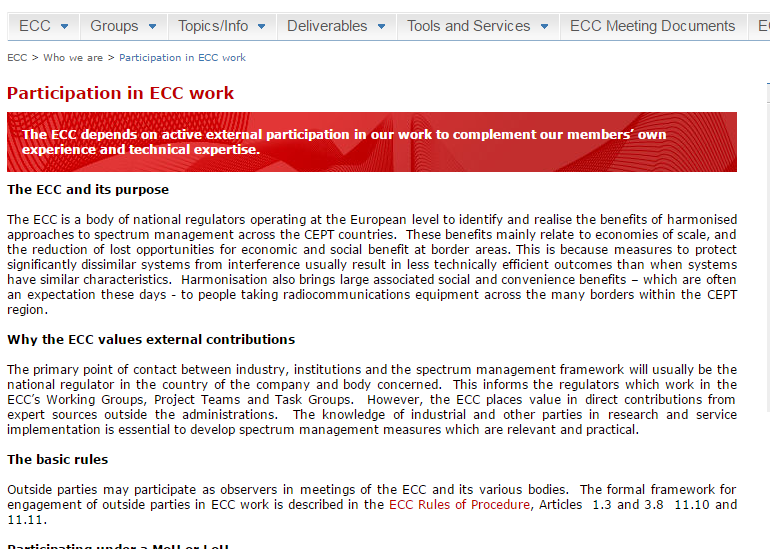 ECC Groups Topics/Info Deliverables Tools and Services ECC Meeting Documents
ECC > Who we are > Participation in ECC work
Participation in ECC work
The ECC depends on active external participation in our work to complement our members’ own
experience and technical expertise.
The ECC and its purpose
The ECC is a body of national regulators operating at the European level to identify and realise the benefits of harmonised
approaches to spectrum management across the CEPT countries.  These benefits mainly relate to economies of scale, and
the reduction of lost opportunities for economic and social benefit at border areas. This is because measures to protect
significantly dissimilar systems from interference usually result in less technically efficient outcomes than when systems
have similar characteristics.  Harmonisation also brings large associated social and convenience benefits – which are often
an expectation these days - to people taking radiocommunications equipment across the many borders within the CEPT
region.
Why the ECC values external contributions
The primary point of contact between industry, institutions and the spectrum management framework will usually be the
national regulator in the country of the company and body concerned.  This informs the regulators which work in the
ECC’s Working Groups, Project Teams and Task Groups.  However, the ECC places value in direct contributions from
expert sources outside the administrations.  The knowledge of industrial and other parties in research and service
implementation is essential to develop spectrum management measures which are relevant and practical.
The basic rules
Outside parties may participate as observers in meetings of the ECC and its various bodies.  The formal framework for
engagement of outside parties in ECC work is described in the ECC Rules of Procedure, Articles  1.3 and 3.8  11.10 and
11.11.
Participating under a MoU or LoU